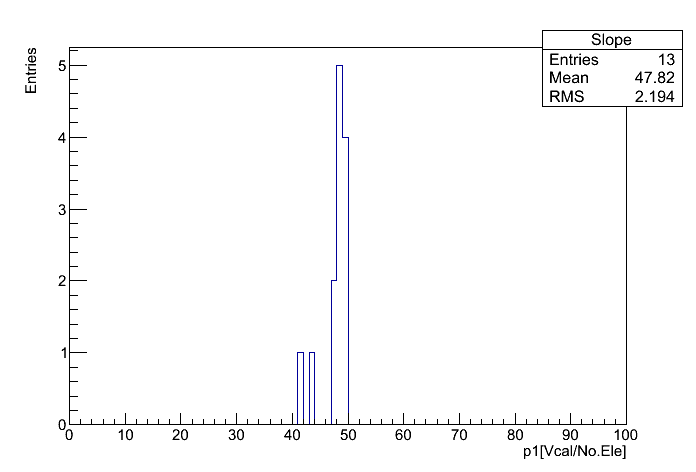 Slope
Entries 13
Mean 47.82
RMS 2.194
Entries
5
4
3
2
1
0
0 10 20 30 40 50 60 70 80 90 100
p1[Vcal/No.Ele]